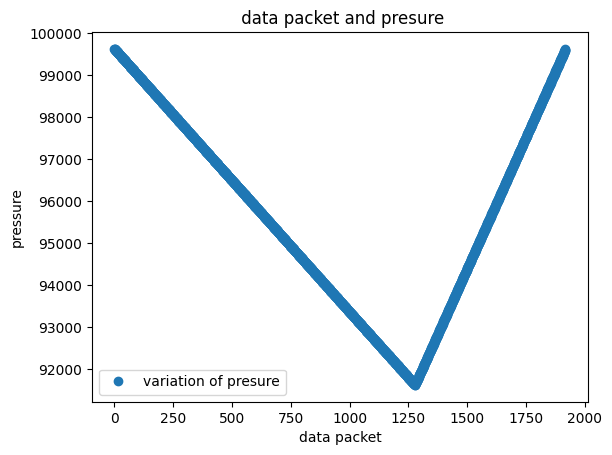 data packet and presure
100000
99000
98000
97000
96000
95000
94000
93000
92000
pressure
variation of presure
0 250 500 750 1000 1250 1500 1750 2000
data packet